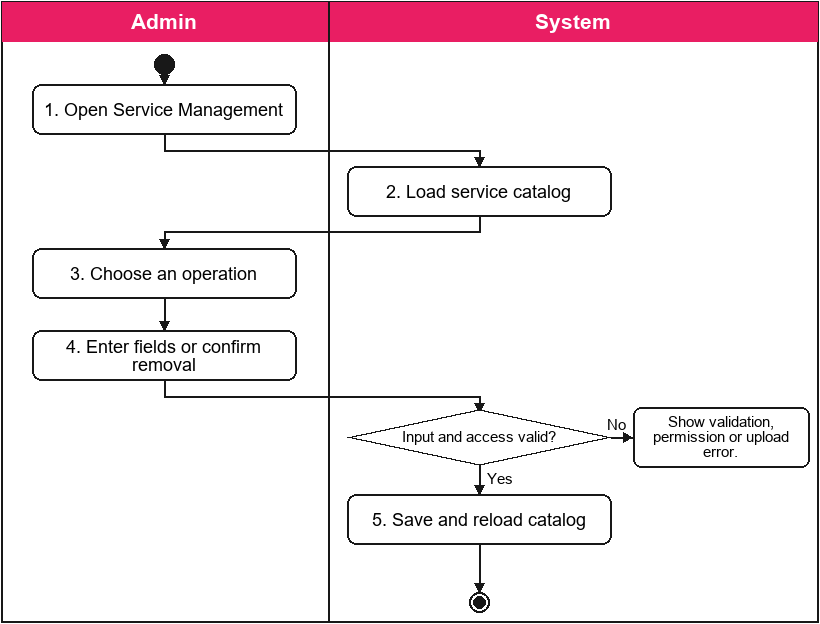 Admin
System
1. Open Service Management
2. Load service catalog
3. Choose an operation
4. Enter fields or confirm
removal
Input and access valid?
No
Show validation,
permission or upload
error.
Yes
5. Save and reload catalog